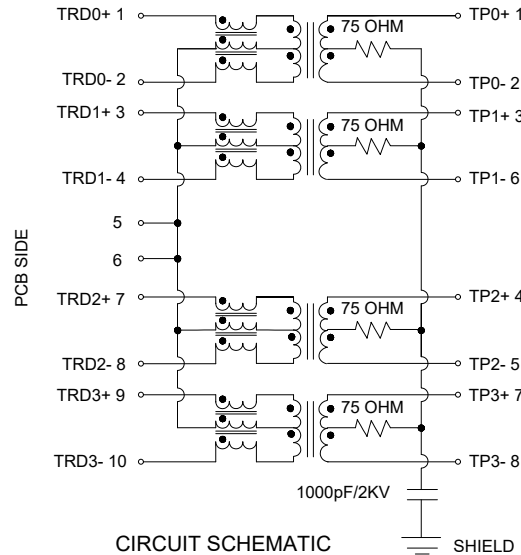 TRD0+ 1
75 OHM
TP0+ 1
TRD0- 2
TP0- 2
TRD1+ 3
75 OHM
TP1+ 3
TRD1- 4
TP1- 6
5
6
PCB SIDE
TRD2+ 7
75 OHM
TP2+ 4
TRD2- 8
TP2- 5
TRD3+ 9
75 OHM
TP3+ 7
TRD3- 10
TP3- 8
1000pF/2KV
CIRCUIT SCHEMATIC
SHIELD